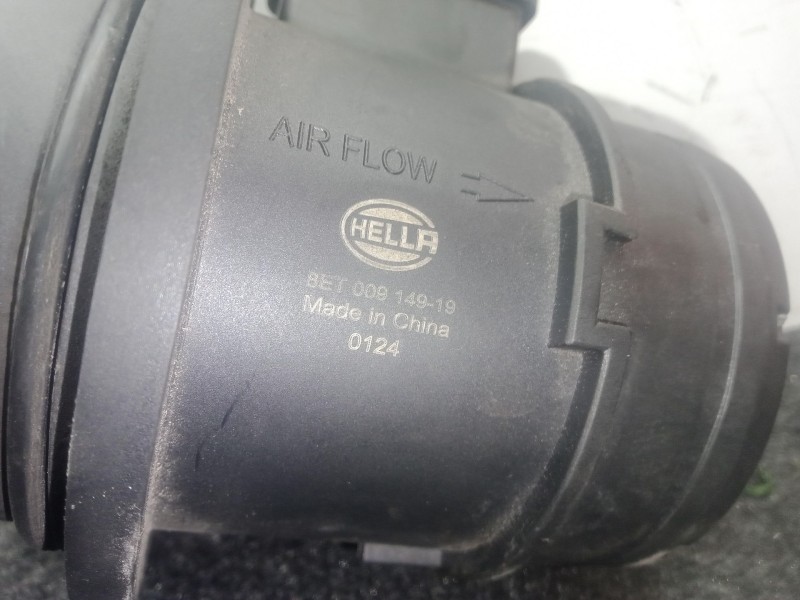 AIR FLOW
HELLA
8ET 009 149-19
Made in China
0124